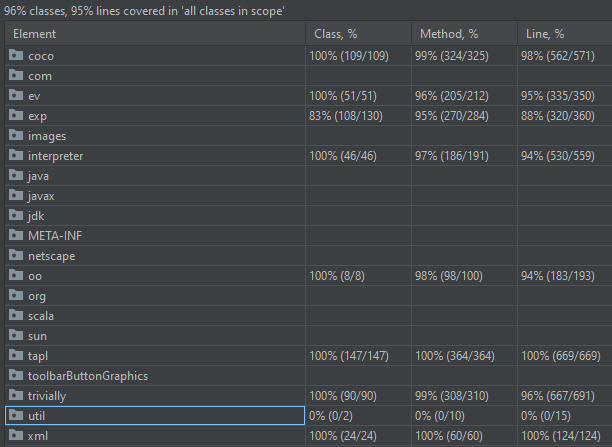 96% classes, 95% lines covered in 'all classes in scope'
Element Class, % Method, % Line, %
coco 100% (109/109) 99% (324/325) 98% (562/571)
com
ev 100% (51/51) 96% (205/212) 95% (335/350)
exp 83% (108/130) 95% (270/284) 88% (320/360)
images
interpreter 100% (46/46) 97% (186/191) 94% (530/559)
java
javax
jdk
META-INF
netscape
oo 100% (8/8) 98% (98/100) 94% (183/193)
org
scala
sun
tapl 100% (147/147) 100% (364/364) 100% (669/669)
toolbarButtonGraphics
trivially 100% (90/90) 99% (308/310) 96% (667/691)
util 0% (0/2) 0% (0/10) 0% (0/15)
xml 100% (24/24) 100% (60/60) 100% (124/124)